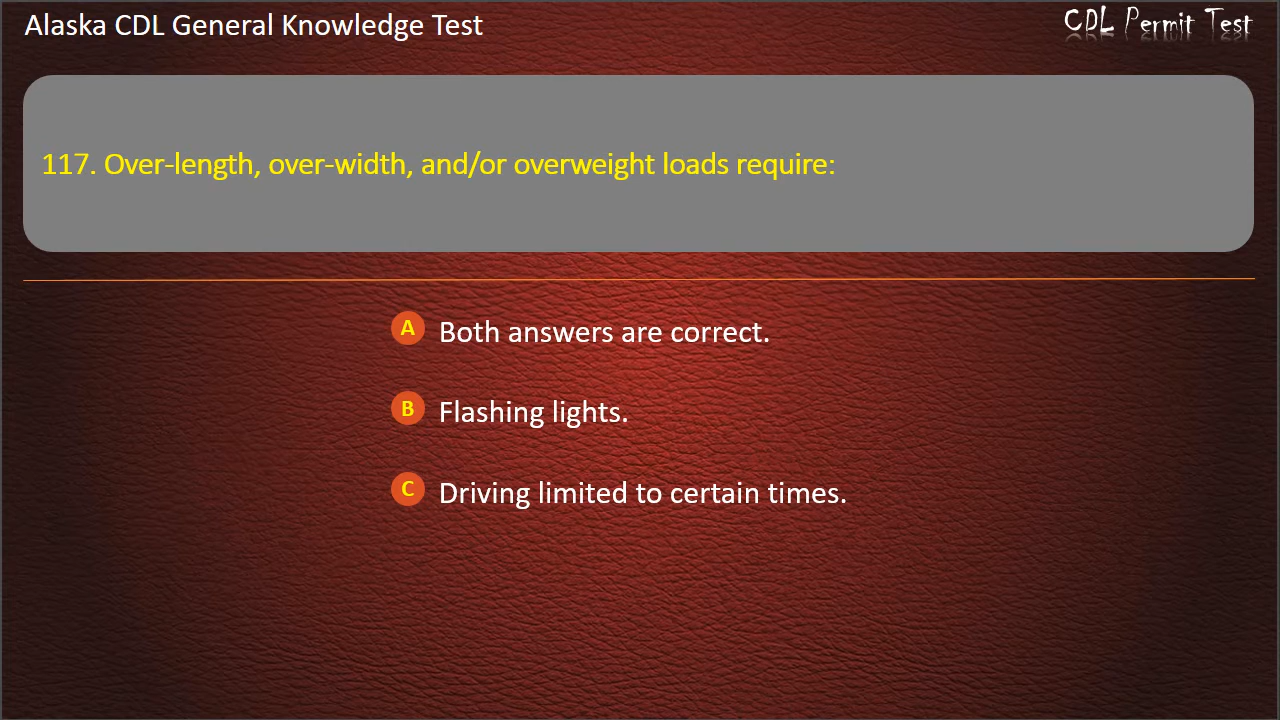 Alaska CDL General Knowledge Test
CDL Permit Test
117. Over-length, over-width, and/or overweight loads require:
A Both answers are correct.
B Flashing lights.
C Driving limited to certain times.